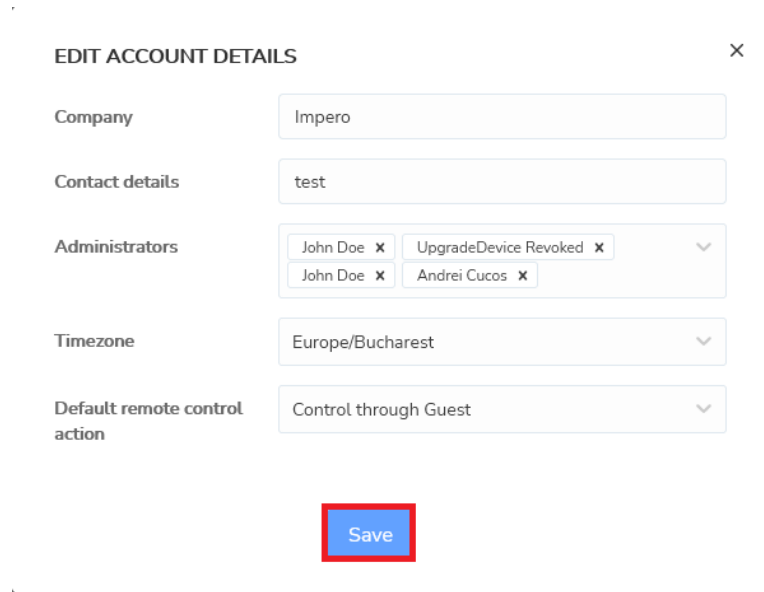 EDIT ACCOUNT DETAILS
Company
Impero
Contact details
test
Administrators
John Doe x UpgradeDevice Revoked x
John Doe x Andrei Cucos x
Timezone
Europe/Bucharest
Default remote control
action
Control through Guest
Save